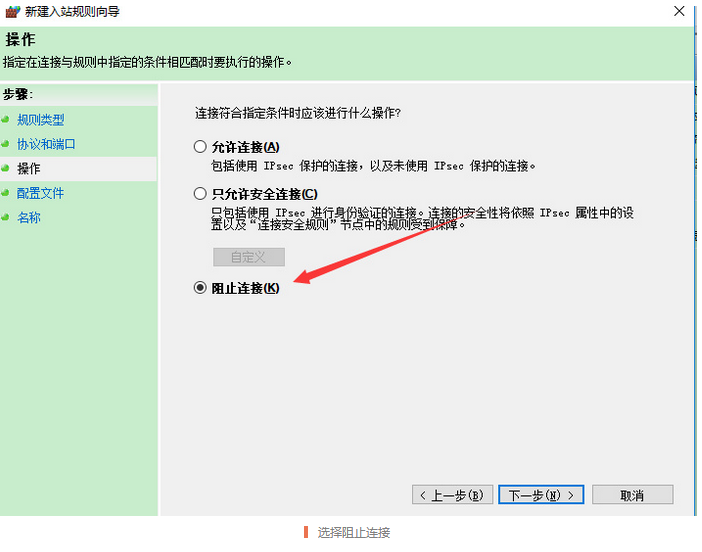 新建入站规则向导
操作
指定在连接与规则中指定的条件相匹配时要执行的操作。
步骤:
规则类型
协议和端口
操作
配置文件
名称
连接符合指定条件时应该进行什么操作?
允许连接(A)
包括使用 IPsec 保护的连接，以及未使用 IPsec 保护的连接。
只允许安全连接(C)
只包括使用 IPsec 进行身份验证的连接。连接的安全性将依照 IPsec 属性中的设
置以及“连接安全规则”节点中的规则受到保障。
自定义
阻止连接(K)
< 上一步(B)
下一步(N) >
取消
选择阻止连接